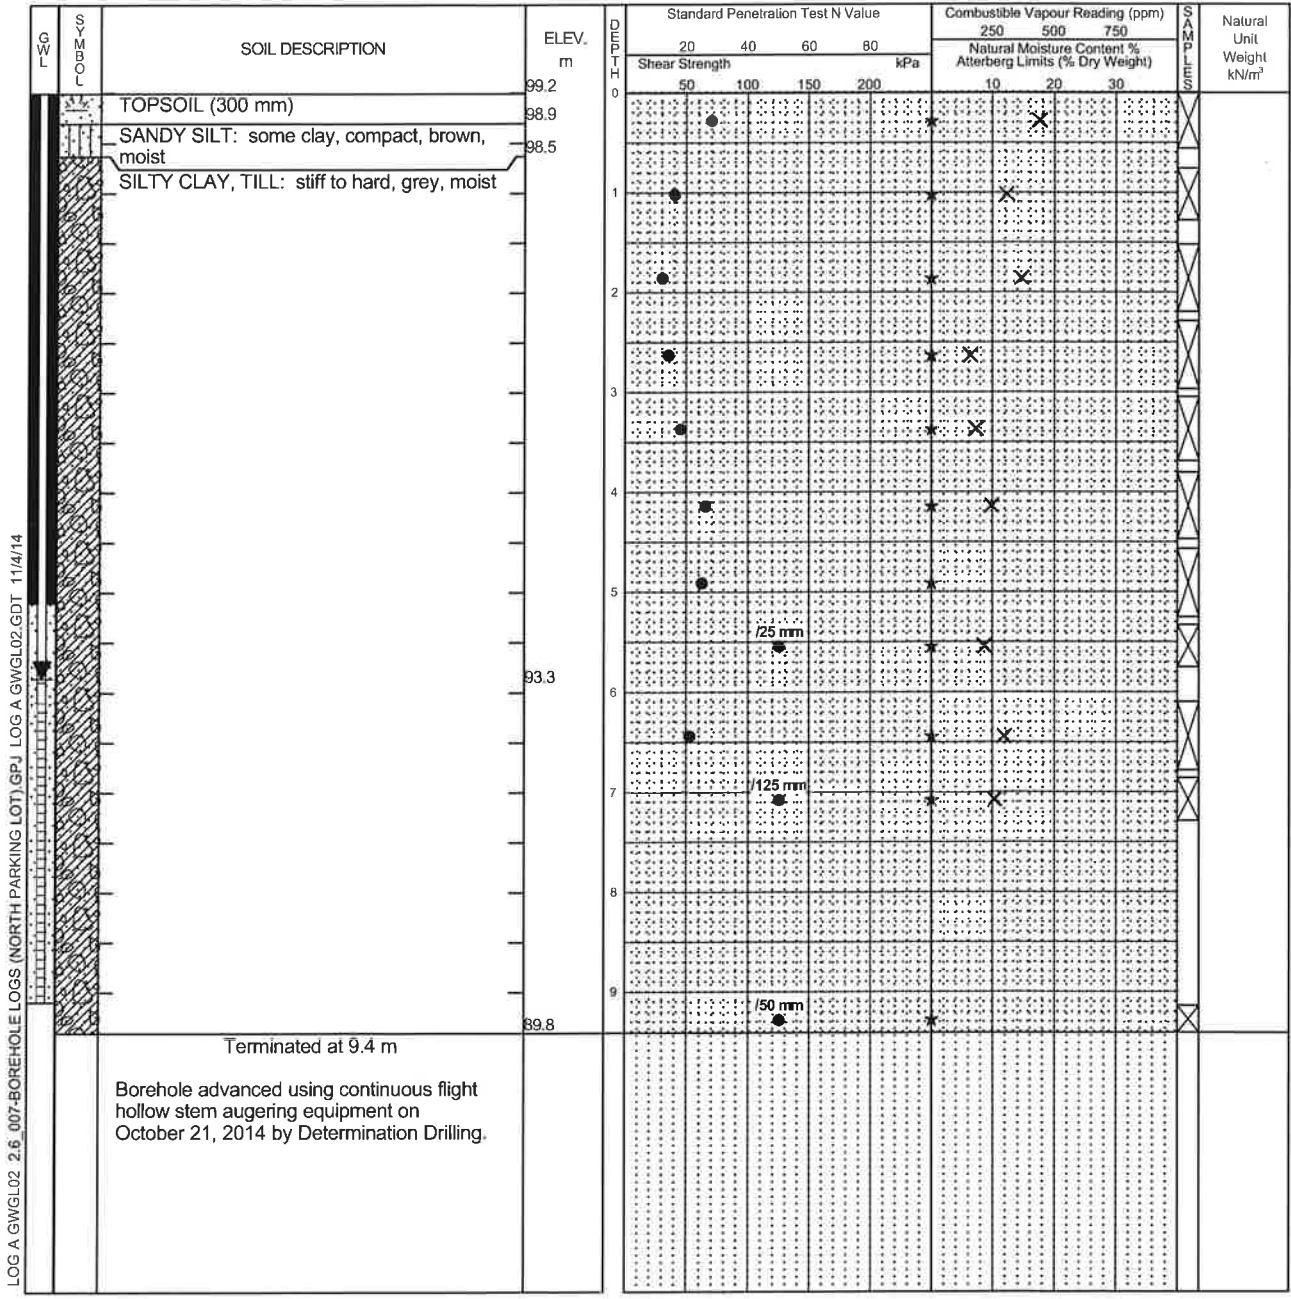 GWL
SYMBOL
SOIL DESCRIPTION
ELEV.
m
DEPTH
Standard Penetration Test N Value
20 40 60 80
Shear Strength kPa
50 100 150 200
Combustible Vapour Reading (ppm)
250 500 750
Natural Moisture Content %
Atterberg Limits (% Dry Weight)
10 20 30
SAMPLES
Natural
Unit
Weight
kN/m³
99.2
0
TOPSOIL (300 mm)
98.9
SANDY SILT: some clay, compact, brown,
moist
98.5
SILTY CLAY, TILL: stiff to hard, grey, moist
1
2
3
4
5
/25 mm
93.3
6
/125 mm
7
8
9
/50 mm
89.8
Terminated at 9.4 m
Borehole advanced using continuous flight
hollow stem augering equipment on
October 21, 2014 by Determination Drilling.
LOG A GWGL02 2.6_007-BOREHOLE LOGS (NORTH PARKING LOT).GPJ LOG A GWGL02.GDT 11/4/14